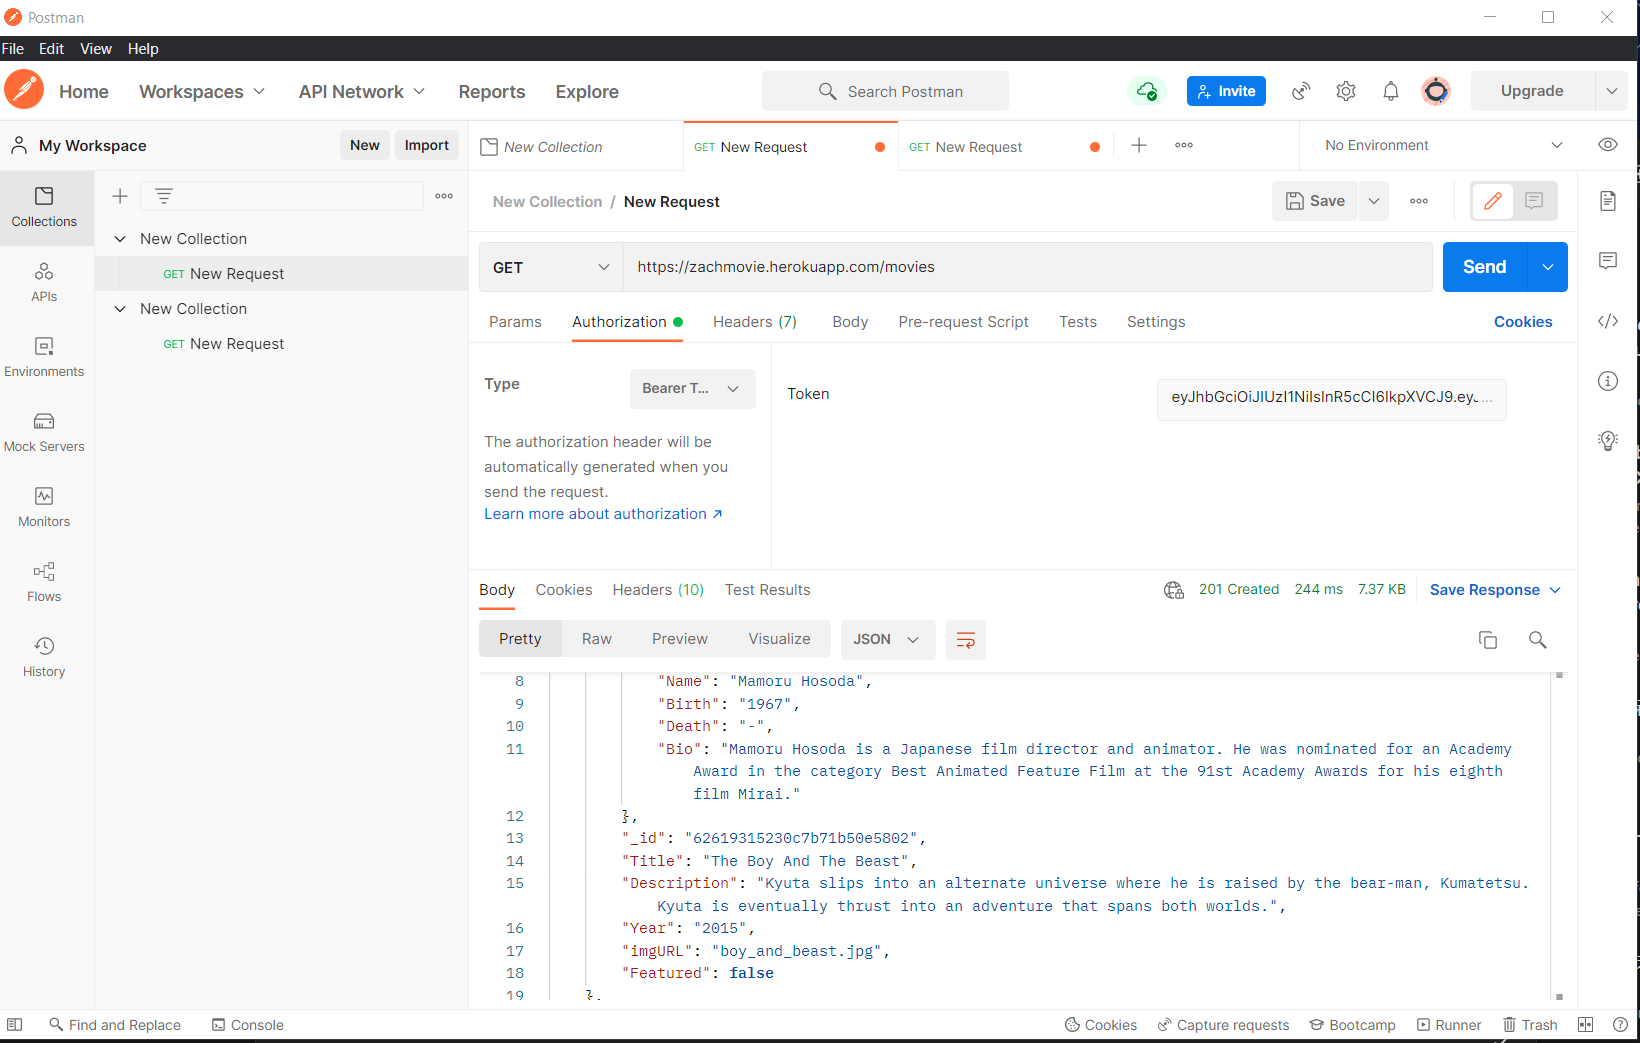 Postman
File Edit View Help
Home Workspaces API Network Reports Explore Search Postman Invite Upgrade
My Workspace New Import New Collection GET New Request GET New Request No Environment
Collections
APIs
Environments
Mock Servers
Monitors
Flows
History
New Collection
GET New Request
New Collection
GET New Request
New Collection / New Request Save
GET https://zachmovie.herokuapp.com/movies Send
Params Authorization Headers (7) Body Pre-request Script Tests Settings Cookies
Type Bearer T...
The authorization header will be
automatically generated when you
send the request.
Learn more about authorization
Token eyJhbGciOiJIUzI1NiIsInR5cCI6IkpXVCJ9.eyJ...
Body Cookies Headers (10) Test Results 201 Created 244 ms 7.37 KB Save Response
Pretty Raw Preview Visualize JSON
8 "Name": "Mamoru Hosoda",
9 "Birth": "1967",
10 "Death": "-",
11 "Bio": "Mamoru Hosoda is a Japanese film director and animator. He was nominated for an Academy
Award in the category Best Animated Feature Film at the 91st Academy Awards for his eighth
film Mirai."
12 },
13 "_id": "62619315230c7b71b50e5802",
14 "Title": "The Boy And The Beast",
15 "Description": "Kyuta slips into an alternate universe where he is raised by the bear-man, Kumatetsu.
Kyuta is eventually thrust into an adventure that spans both worlds.",
16 "Year": "2015",
17 "imgURL": "boy_and_beast.jpg",
18 "Featured": false
19 },
Find and Replace Console Cookies Capture requests Bootcamp Runner Trash